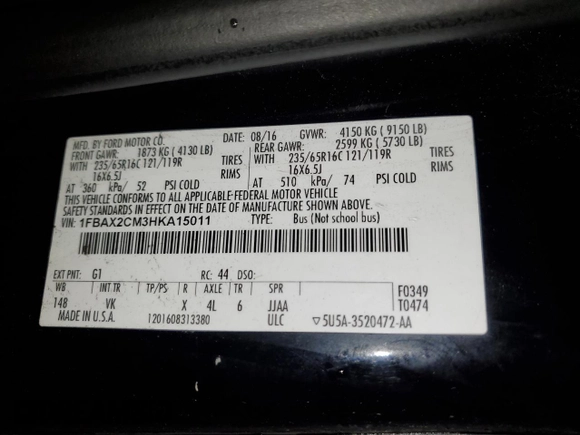 MFD. BY FORD MOTOR CO. DATE: 08/16 GVWR: 4150 KG ( 9150 LB)
FRONT GAWR: 1873 KG ( 4130 LB) REAR GAWR: 2599 KG ( 5730 LB)
WITH 235/65R16C 121/119R TIRES WITH 235/65R16C 121/119R TIRES
16X6.5J RIMS 16X6.5J RIMS
AT 360 kPa/ 52 PSI COLD AT 510 kPa/ 74 PSI COLD
THIS VEHICLE CONFORMS TO ALL APPLICABLE FEDERAL MOTOR VEHICLE
SAFETY STANDARDS IN EFFECT ON THE DATE OF MANUFACTURE SHOWN ABOVE.
VIN: 1FBAX2CM3HKA15011 TYPE: Bus (Not School Bus)
EXT PNT: G1 RC: 44 DSO:
WB INT TR TP/PS R AXLE TR SPR F0349
148 VK X 4L 6 JJAA T0474
MADE IN U.S.A. 1201608313380 ULC ▽5U5A-3520472-AA